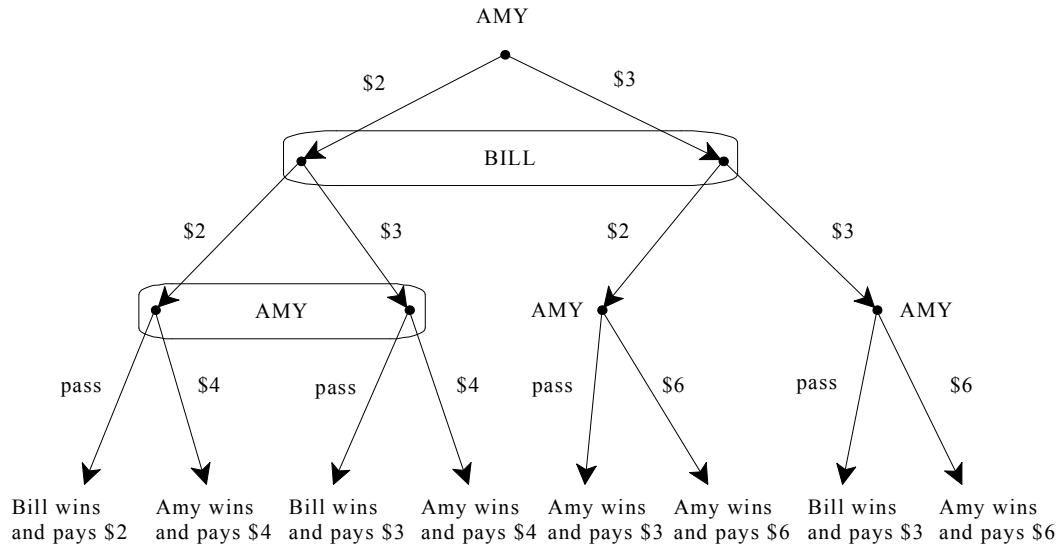 AMY
$2
$3
BILL
$2
$3
$2
$3
AMY
AMY
AMY
pass
$4
pass
$4
pass
$6
pass
$6
Bill wins
and pays $2
Amy wins
and pays $4
Bill wins
and pays $3
Amy wins
and pays $4
Amy wins
and pays $3
Amy wins
and pays $6
Bill wins
and pays $3
Amy wins
and pays $6